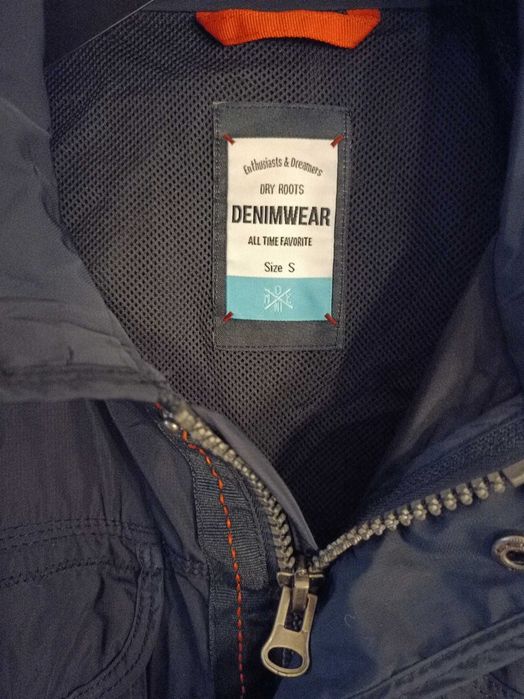 Enthusiasts & Dreamers
DRY ROOTS
DENIMWEAR
ALL TIME FAVORITE
Size S